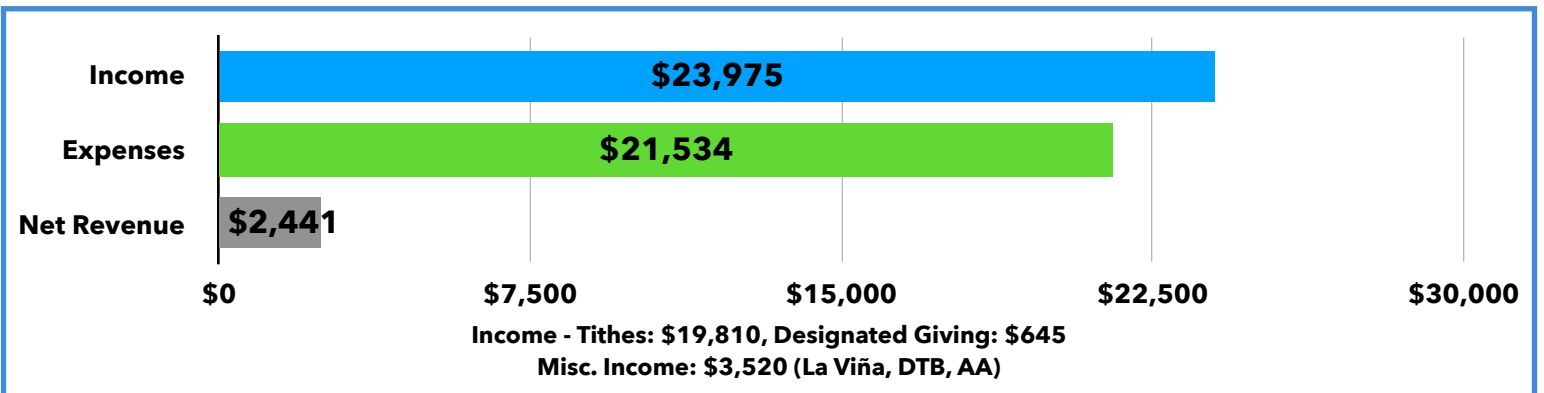 Income $23,975
Expenses $21,534
Net Revenue $2,441
$0 $7,500 $15,000 $22,500 $30,000
Income - Tithes: $19,810, Designated Giving: $645
Misc. Income: $3,520 (La Viña, DTB, AA)